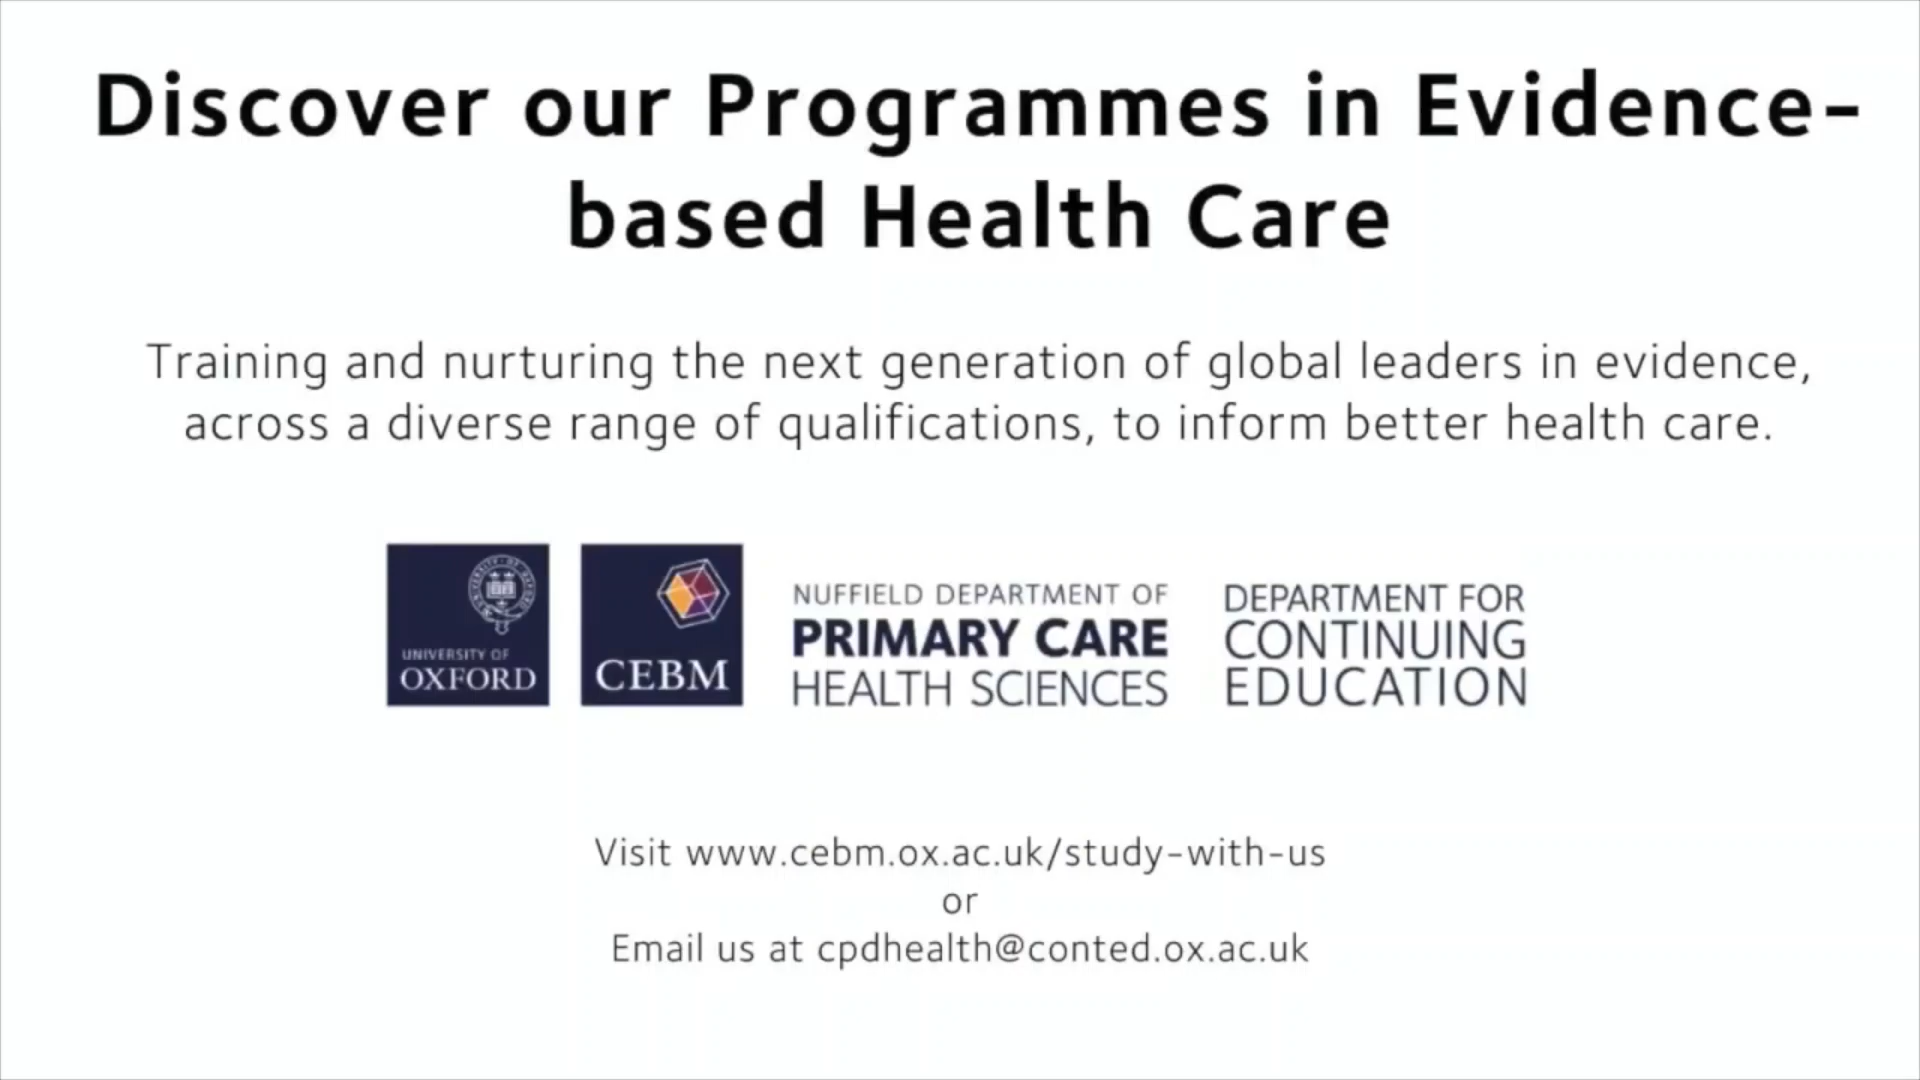 Discover our Programmes in Evidence-
based Health Care
Training and nurturing the next generation of global leaders in evidence,
across a diverse range of qualifications, to inform better health care.
UNIVERSITY OF
OXFORD
CEBM
NUFFIELD DEPARTMENT OF
PRIMARY CARE
HEALTH SCIENCES
DEPARTMENT FOR
CONTINUING
EDUCATION
Visit www.cebm.ox.ac.uk/study-with-us
or
Email us at cpdhealth@conted.ox.ac.uk